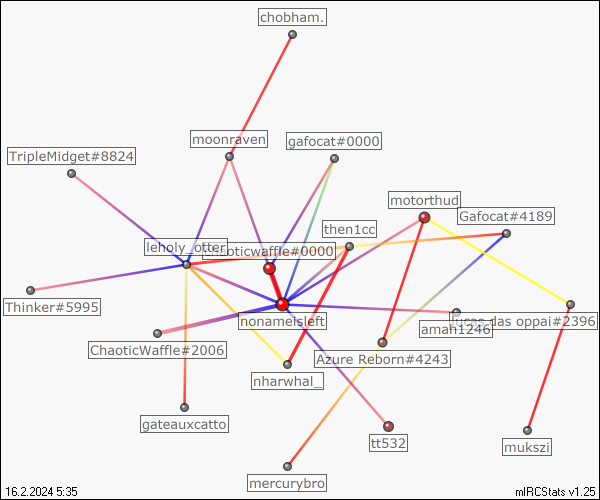 chobham.
moonraven
gafocat#0000
TripleMidget#8824
motorthud
Gafocat#4189
then1cc
leholy_otter
chaoticwaffle#0000
Thinker#5995
nonameisleft
amah1246
lucas das oppai#2396
ChaoticWaffle#2006
Azure Reborn#4243
nharwhal_
gateauxcatto
tt532
mukszi
mercurybro
16.2.2024 5:35
mIRCStats v1.25